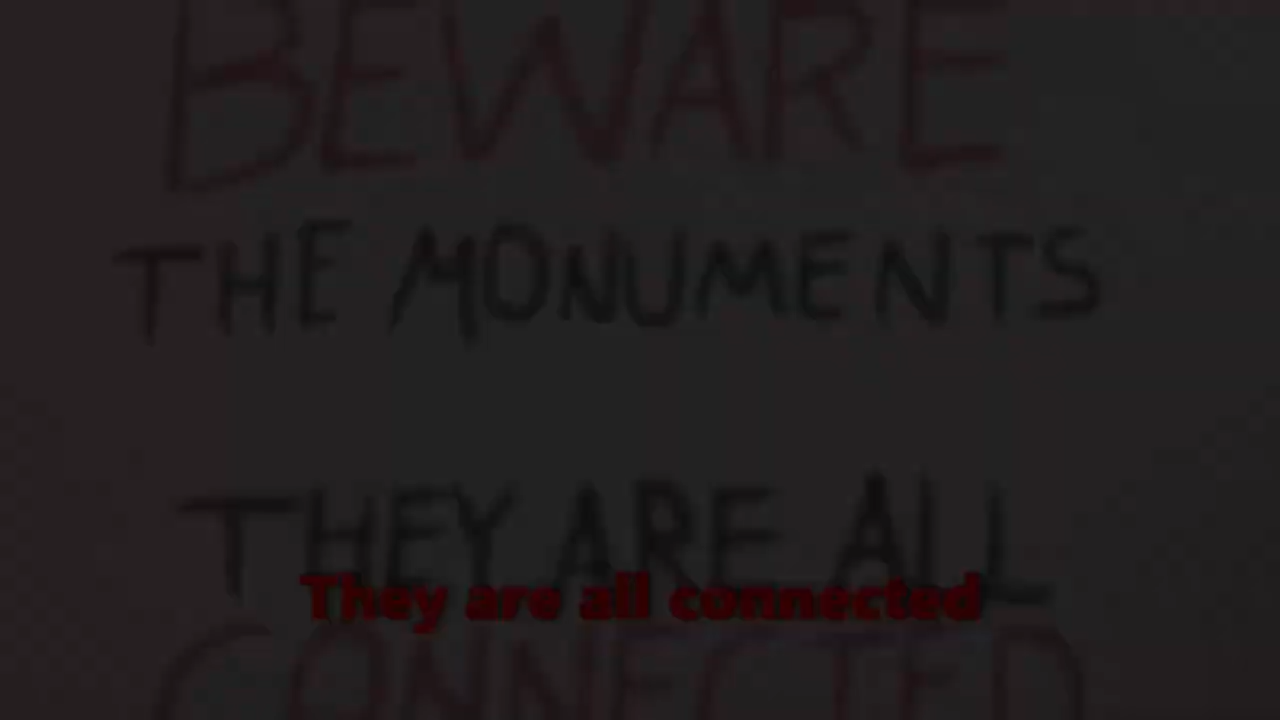 BEWARE
THE MONUMENTS
THEY ARE ALL
They are all connected
CONNECTED